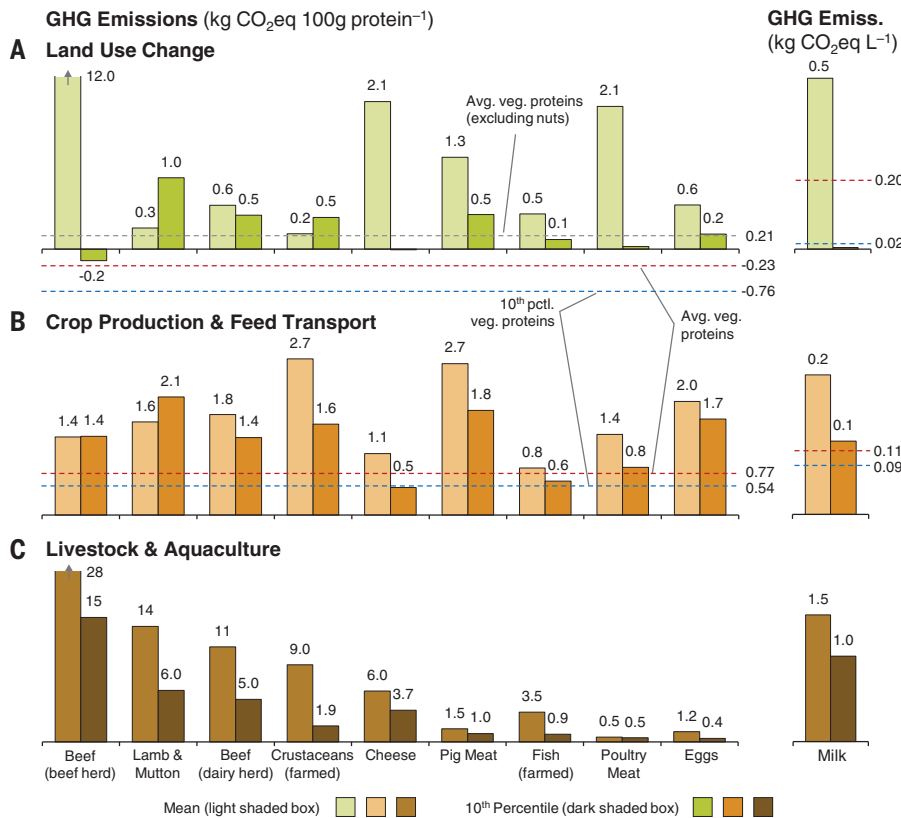 GHG Emissions (kg CO₂eq 100g protein⁻¹)
GHG Emiss.
(kg CO₂eq L⁻¹)
A Land Use Change
12.0
-0.2
0.3
1.0
0.6
0.5
0.2
0.5
2.1
1.3
0.5
0.5
0.1
2.1
0.6
0.2
Avg. veg. proteins
(excluding nuts)
0.21
-0.23
-0.76
0.5
0.20
0.02
10th pctl.
veg. proteins
Avg. veg.
proteins
B Crop Production & Feed Transport
1.4
1.4
1.6
2.1
1.8
1.4
2.7
1.6
1.1
0.5
2.7
1.8
0.8
0.6
1.4
0.8
2.0
1.7
0.77
0.54
0.2
0.1
0.11
0.09
C Livestock & Aquaculture
28
15
14
6.0
11
5.0
9.0
1.9
6.0
3.7
1.5
1.0
3.5
0.9
0.5
0.5
1.2
0.4
1.5
1.0
Beef
(beef herd)
Lamb &
Mutton
Beef
(dairy herd)
Crustaceans
(farmed)
Cheese
Pig Meat
Fish
(farmed)
Poultry
Meat
Eggs
Milk
Mean (light shaded box)
10th Percentile (dark shaded box)